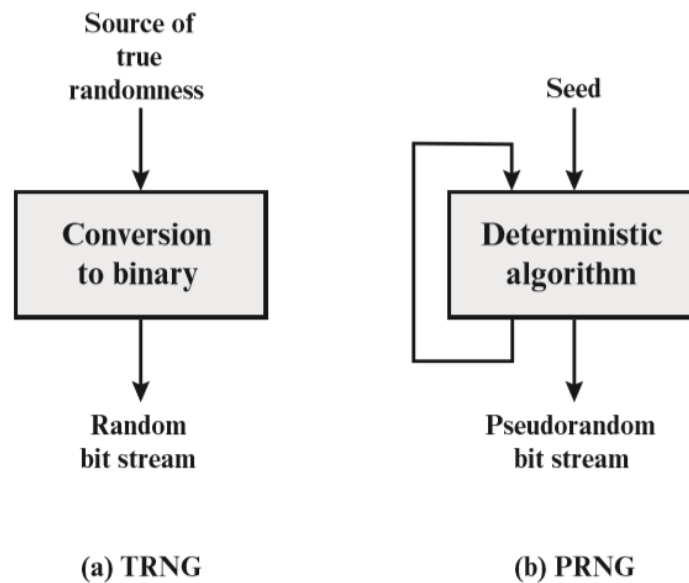 Source of
true
randomness
Conversion
to binary
Random
bit stream
(a) TRNG
Seed
Deterministic
algorithm
Pseudorandom
bit stream
(b) PRNG